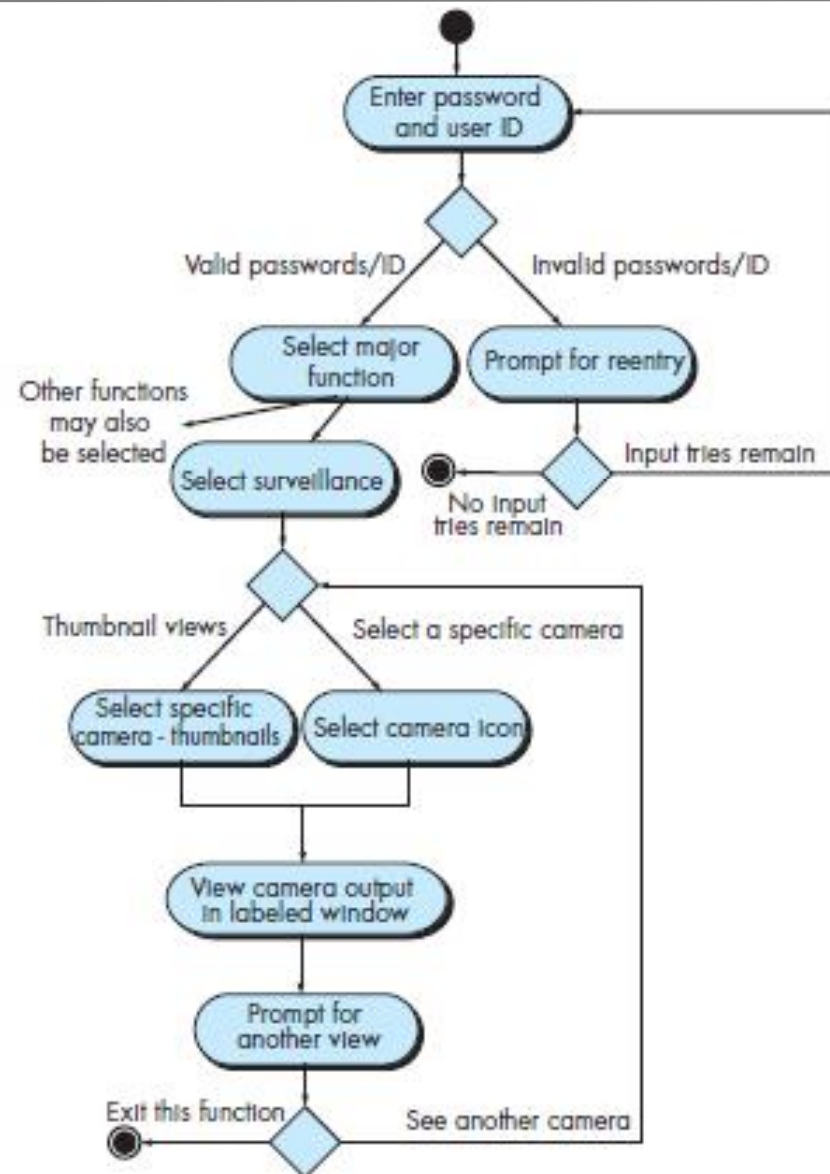 Enter password
and user ID
Valid passwords/ID
Invalid passwords/ID
Select major
function
Prompt for reentry
Other functions
may also
be selected
Select surveillance
Input tries remain
No input
tries remain
Thumbnail views
Select a specific camera
Select specific
camera - thumbnails
Select camera icon
View camera output
in labeled window
Prompt for
another view
Exit this function
See another camera